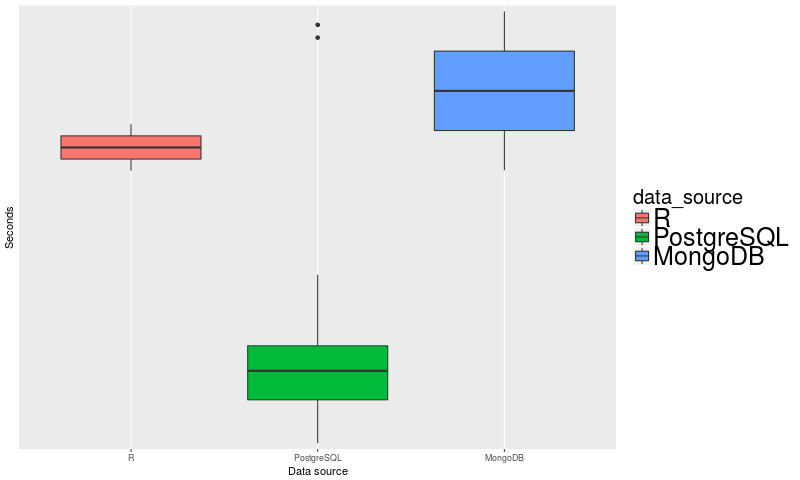 Seconds
R
PostgreSQL
MongoDB
Data source
data_source
R
PostgreSQL
MongoDB